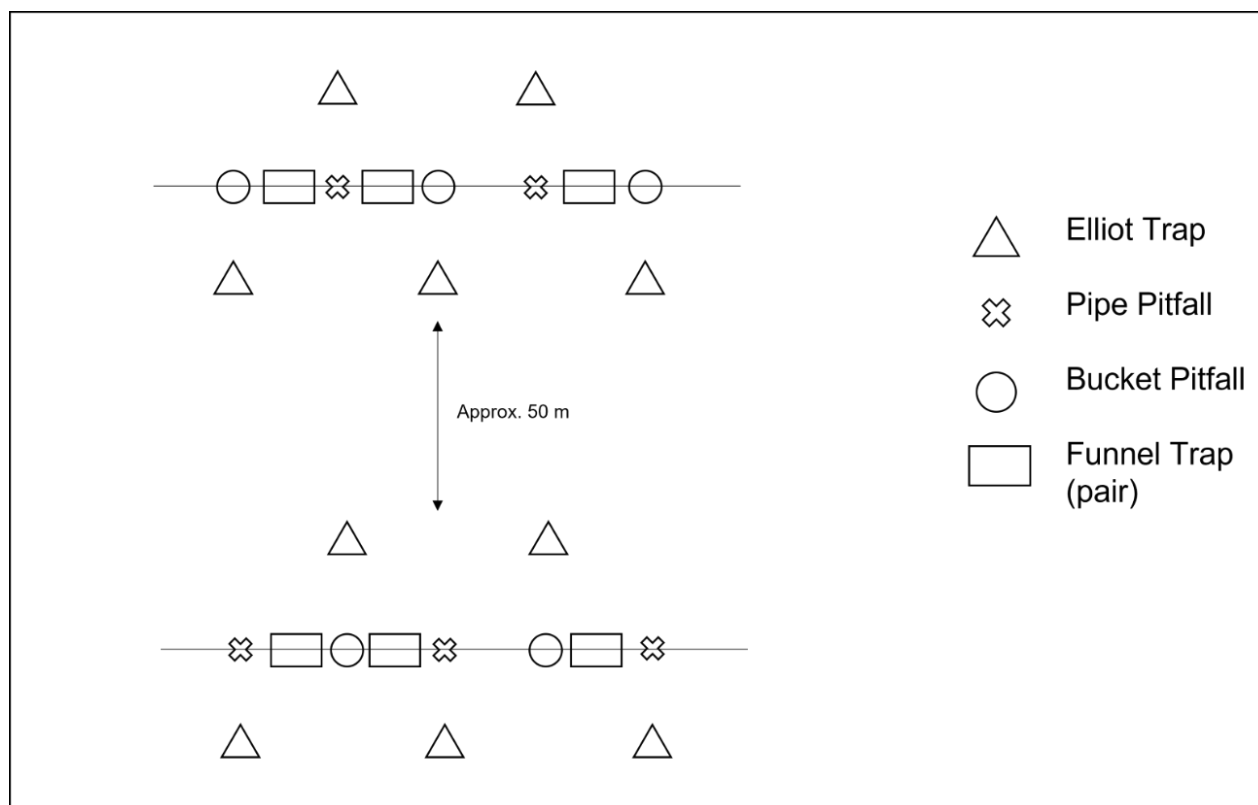 Elliot Trap
Pipe Pitfall
Bucket Pitfall
Funnel Trap
(pair)
Approx. 50 m